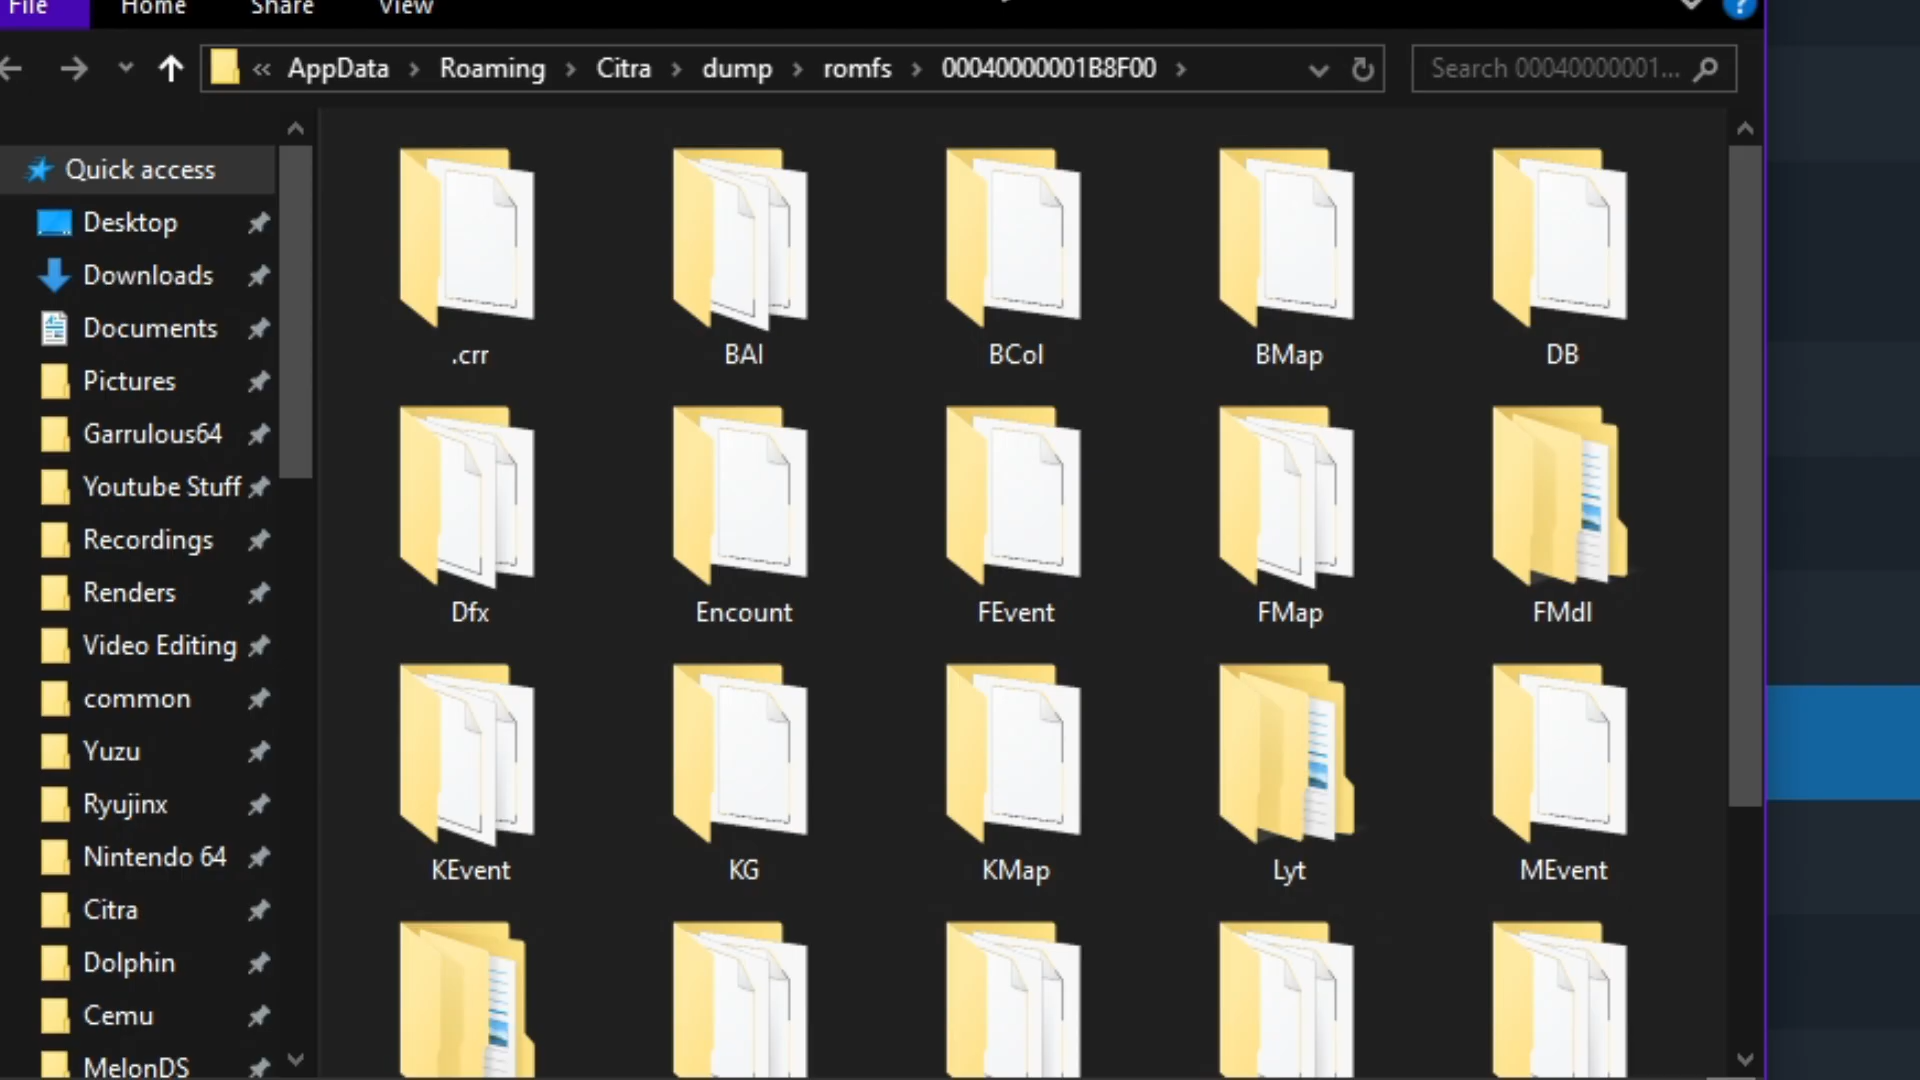 File Home Share View
« AppData > Roaming > Citra > dump > romfs > 00040000001B8F00 >
Search 00040000001...
Quick access
Desktop
Downloads
Documents
Pictures
Garrulous64
Youtube Stuff
Recordings
Renders
Video Editing
common
Yuzu
Ryujinx
Nintendo 64
Citra
Dolphin
Cemu
MelonDS
.crr BAI BCol BMap DB
Dfx Encount FEvent FMap FMdl
KEvent KG KMap Lyt MEvent